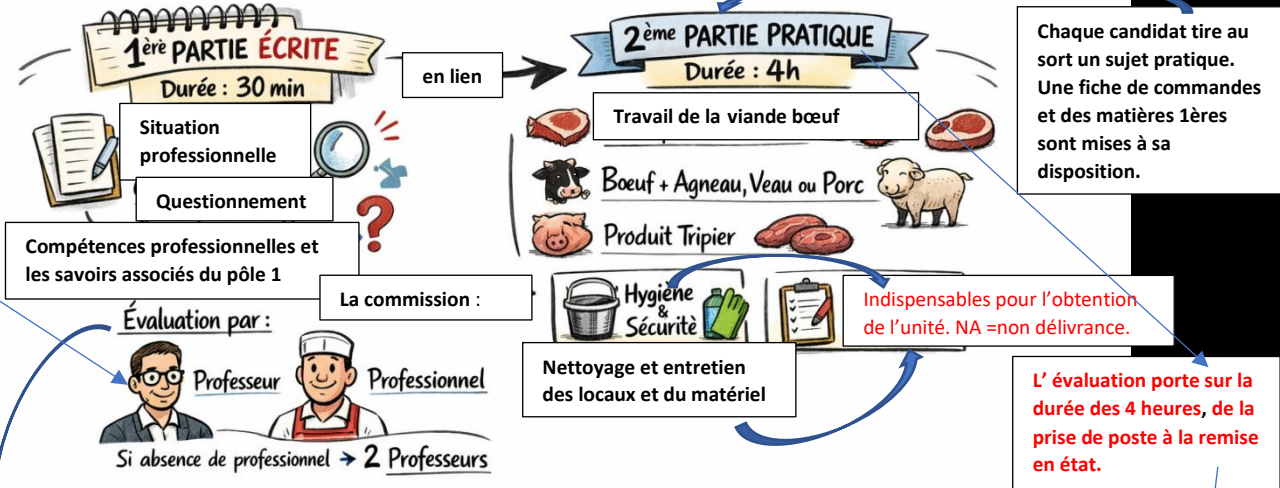 1ère PARTIE ÉCRITE
Durée : 30 min
Situation
professionnelle
Questionnement
Compétences professionnelles et
les savoirs associés du pôle 1
La commission :
Évaluation par :
Professeur
Professionnel
Si absence de professionnel → 2 Professeurs
en lien
2ème PARTIE PRATIQUE
Durée : 4h
Travail de la viande bœuf
Bœuf + Agneau, Veau ou Porc
Produit Tripier
Hygiène
&
Sécuritè
Nettoyage et entretien
des locaux et du matériel
Indispensables pour l’obtention
de l’unité. NA =non délivrance.
Chaque candidat tire au
sort un sujet pratique.
Une fiche de commandes
et des matières 1ères
sont mises à sa
disposition.
L’ évaluation porte sur la
durée des 4 heures, de la
prise de poste à la remise
en état.